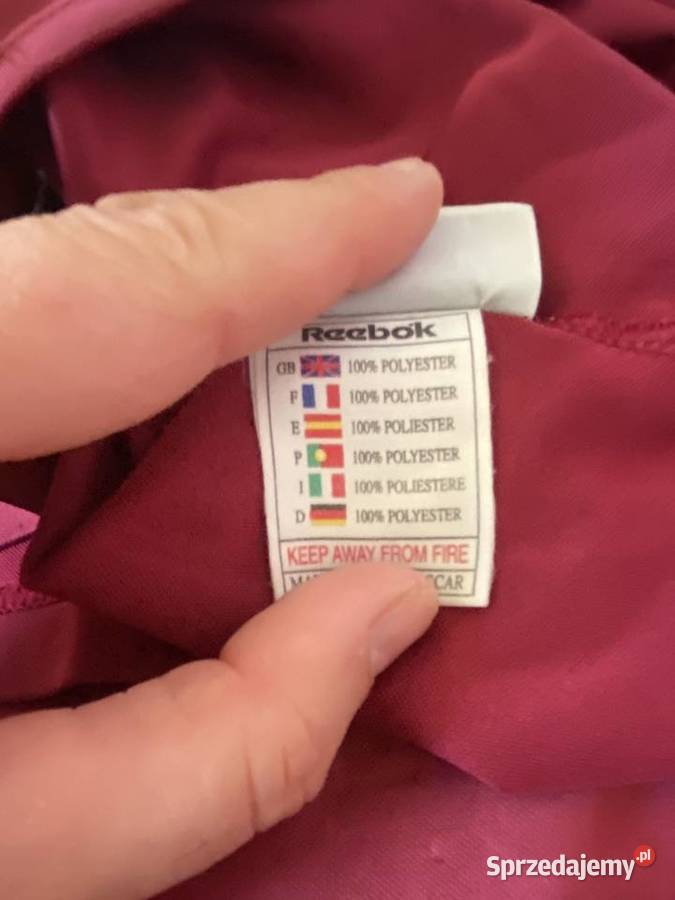 Reebok
GB 100% POLYESTER
F 100% POLYESTER
E 100% POLIESTER
P 100% POLYESTER
I 100% POLIESTERE
D 100% POLYESTER
KEEP AWAY FROM FIRE
Sprzedajemy.pl